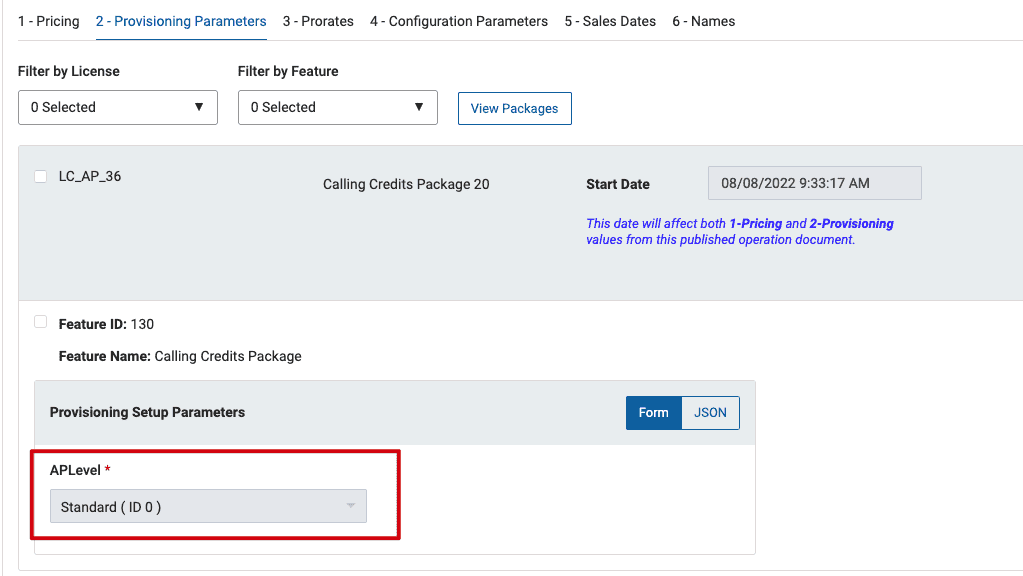 1 - Pricing 2 - Provisioning Parameters 3 - Prorates 4 - Configuration Parameters 5 - Sales Dates 6 - Names
Filter by License Filter by Feature
0 Selected 0 Selected View Packages
LC_AP_36 Calling Credits Package 20 Start Date 08/08/2022 9:33:17 AM
This date will affect both 1-Pricing and 2-Provisioning
values from this published operation document.
Feature ID: 130
Feature Name: Calling Credits Package
Provisioning Setup Parameters Form JSON
APLevel *
Standard ( ID 0 )